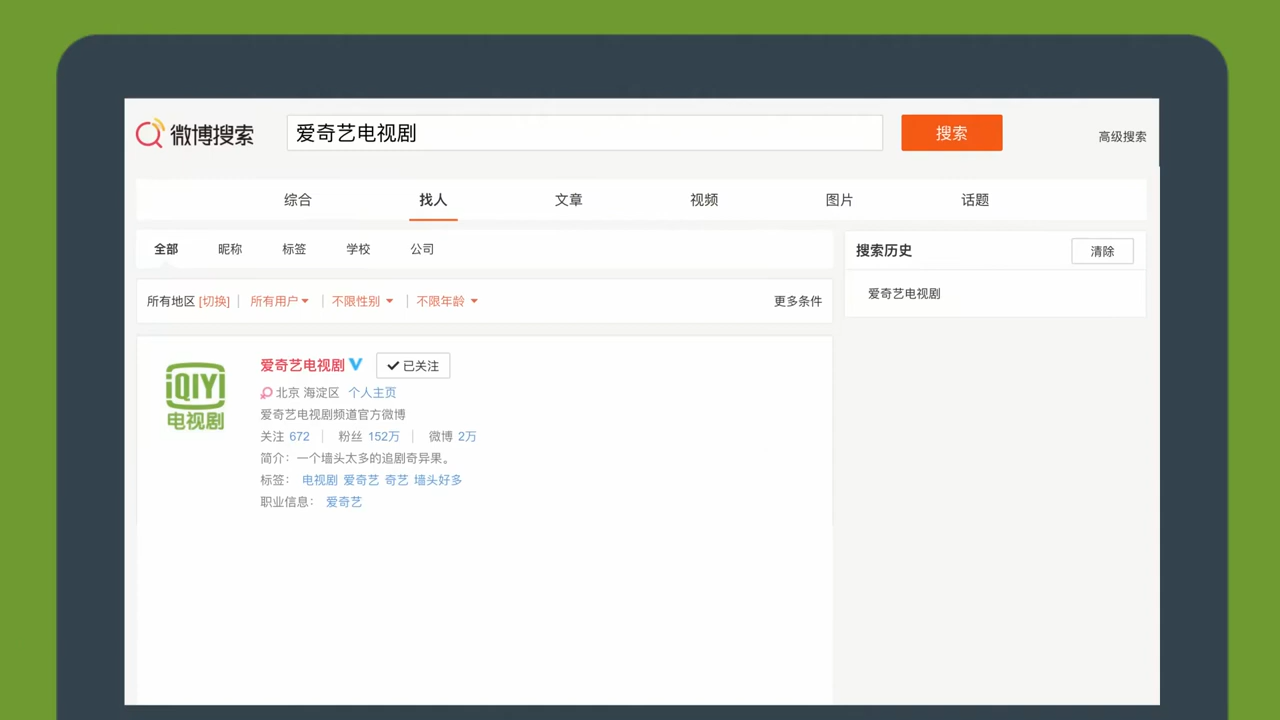 微博搜索 爱奇艺电视剧 搜索 高级搜索
综合 找人 文章 视频 图片 话题
全部 昵称 标签 学校 公司
搜索历史 清除
爱奇艺电视剧
所有地区 [切换] 所有用户 不限性别 不限年龄 更多条件
iQIYI
电视剧
爱奇艺电视剧 V 已关注
北京 海淀区 个人主页
爱奇艺电视剧频道官方微博
关注 672 粉丝 152万 微博 2万
简介：一个墙头太多的追剧奇异果。
标签： 电视剧 爱奇艺 奇艺 墙头好多
职业信息： 爱奇艺